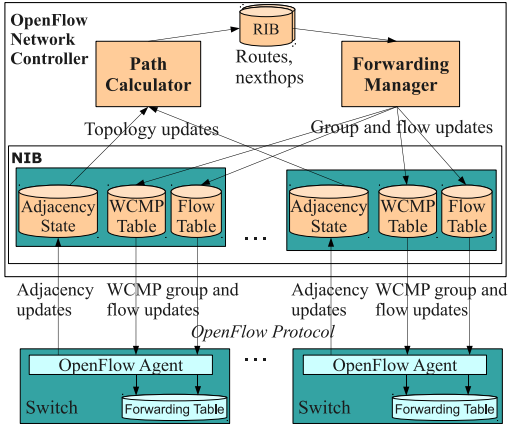 OpenFlow
Network
Controller
RIB
Path
Calculator
Routes,
nexthops
Forwarding
Manager
Topology updates
Group and flow updates
NIB
Adjacency
State
WCMP
Table
Flow
Table
...
Adjacency
State
WCMP
Table
Flow
Table
Adjacency
updates
WCMP group and
flow updates
Adjacency
updates
WCMP group and
flow updates
OpenFlow Protocol
OpenFlow Agent
...
OpenFlow Agent
Switch
Forwarding Table
Switch
Forwarding Table